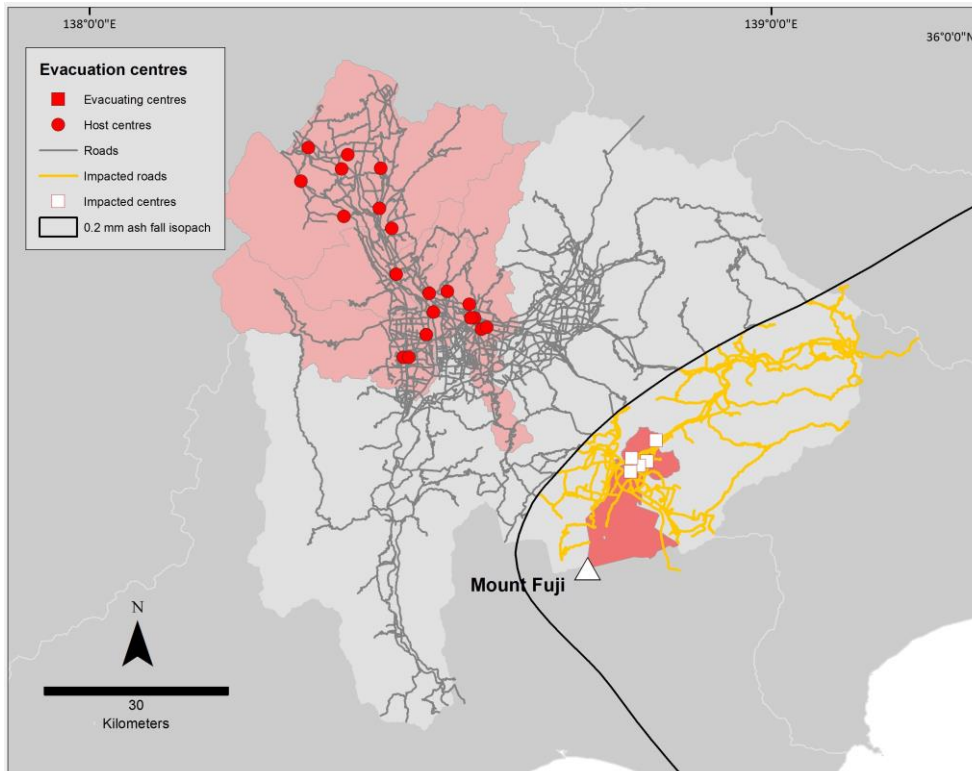 138°0'0"E
139°0'0"E
36°0'0"N
Evacuation centres
Evacuating centres
Host centres
Roads
Impacted roads
Impacted centres
0.2 mm ash fall isopach
Mount Fuji
N
30
Kilometers